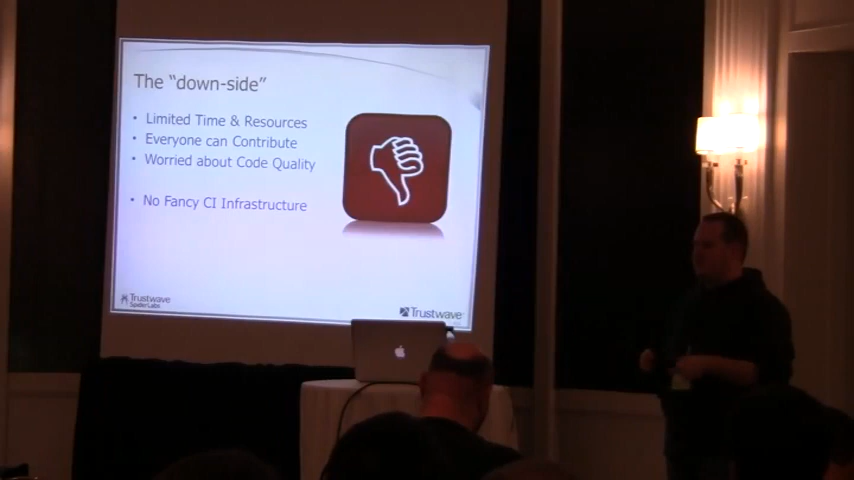 The “down-side”
• Limited Time & Resources
• Everyone can Contribute
• Worried about Code Quality
• No Fancy CI Infrastructure
Trustwave
SpiderLabs
Trustwave